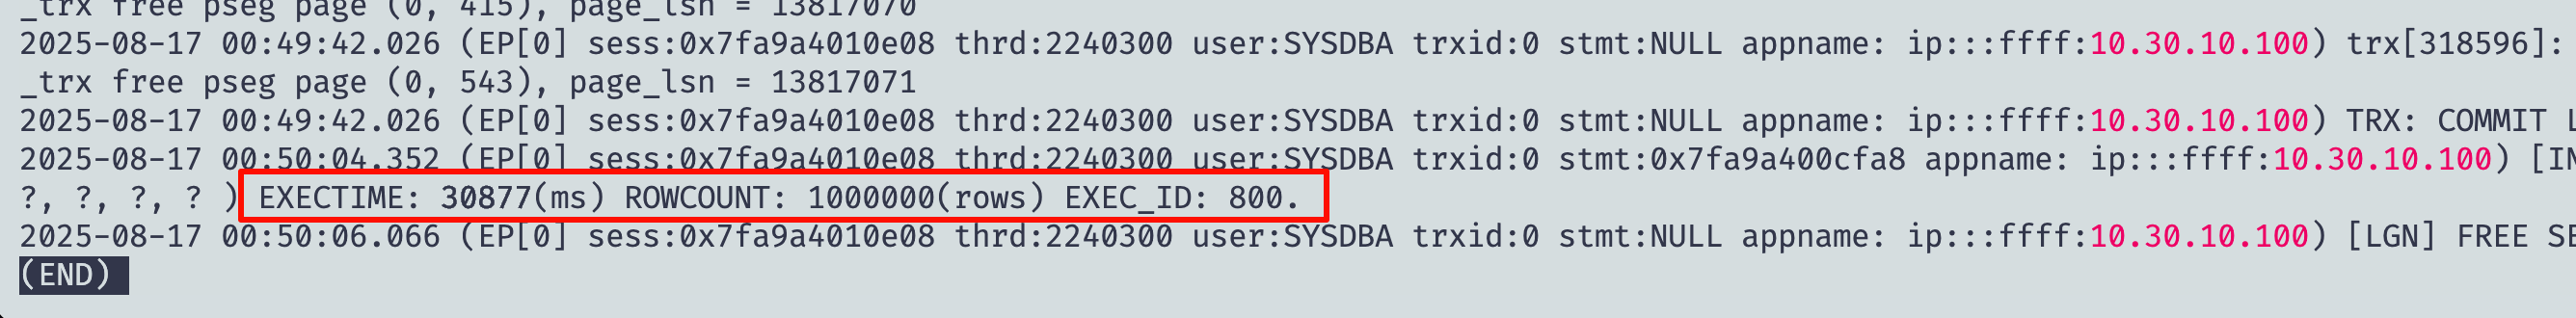 _trx free pseg page (0, 415), page_lsn = 13817070
2025-08-17 00:49:42.026 (EP[0] sess:0x7fa9a4010e08 thrd:2240300 user:SYSDBA trxid:0 stmt:NULL appname: ip:::ffff:10.30.10.100) trx[318596]:
_trx free pseg page (0, 543), page_lsn = 13817071
2025-08-17 00:49:42.026 (EP[0] sess:0x7fa9a4010e08 thrd:2240300 user:SYSDBA trxid:0 stmt:NULL appname: ip:::ffff:10.30.10.100) TRX: COMMIT L
2025-08-17 00:50:04.352 (EP[0] sess:0x7fa9a4010e08 thrd:2240300 user:SYSDBA trxid:0 stmt:0x7fa9a400cfa8 appname: ip:::ffff:10.30.10.100) [IN
?, ?, ?, ? ) EXECTIME: 30877(ms) ROWCOUNT: 1000000(rows) EXEC_ID: 800.
2025-08-17 00:50:06.066 (EP[0] sess:0x7fa9a4010e08 thrd:2240300 user:SYSDBA trxid:0 stmt:NULL appname: ip:::ffff:10.30.10.100) [LGN] FREE SE
(END)